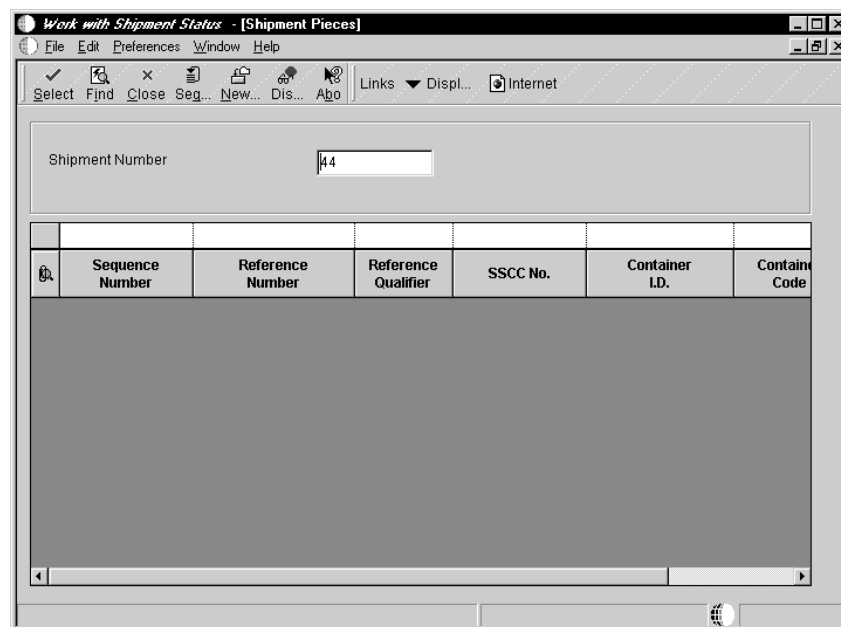 Work with Shipment Status - [Shipment Pieces]
File Edit Preferences Window Help
Select Find Close Seq... New... Dis... Abo Links Displ... Internet
Shipment Number 44
Sequence Number Reference Number Reference Qualifier SSCC No. Container I.D. Contain Code